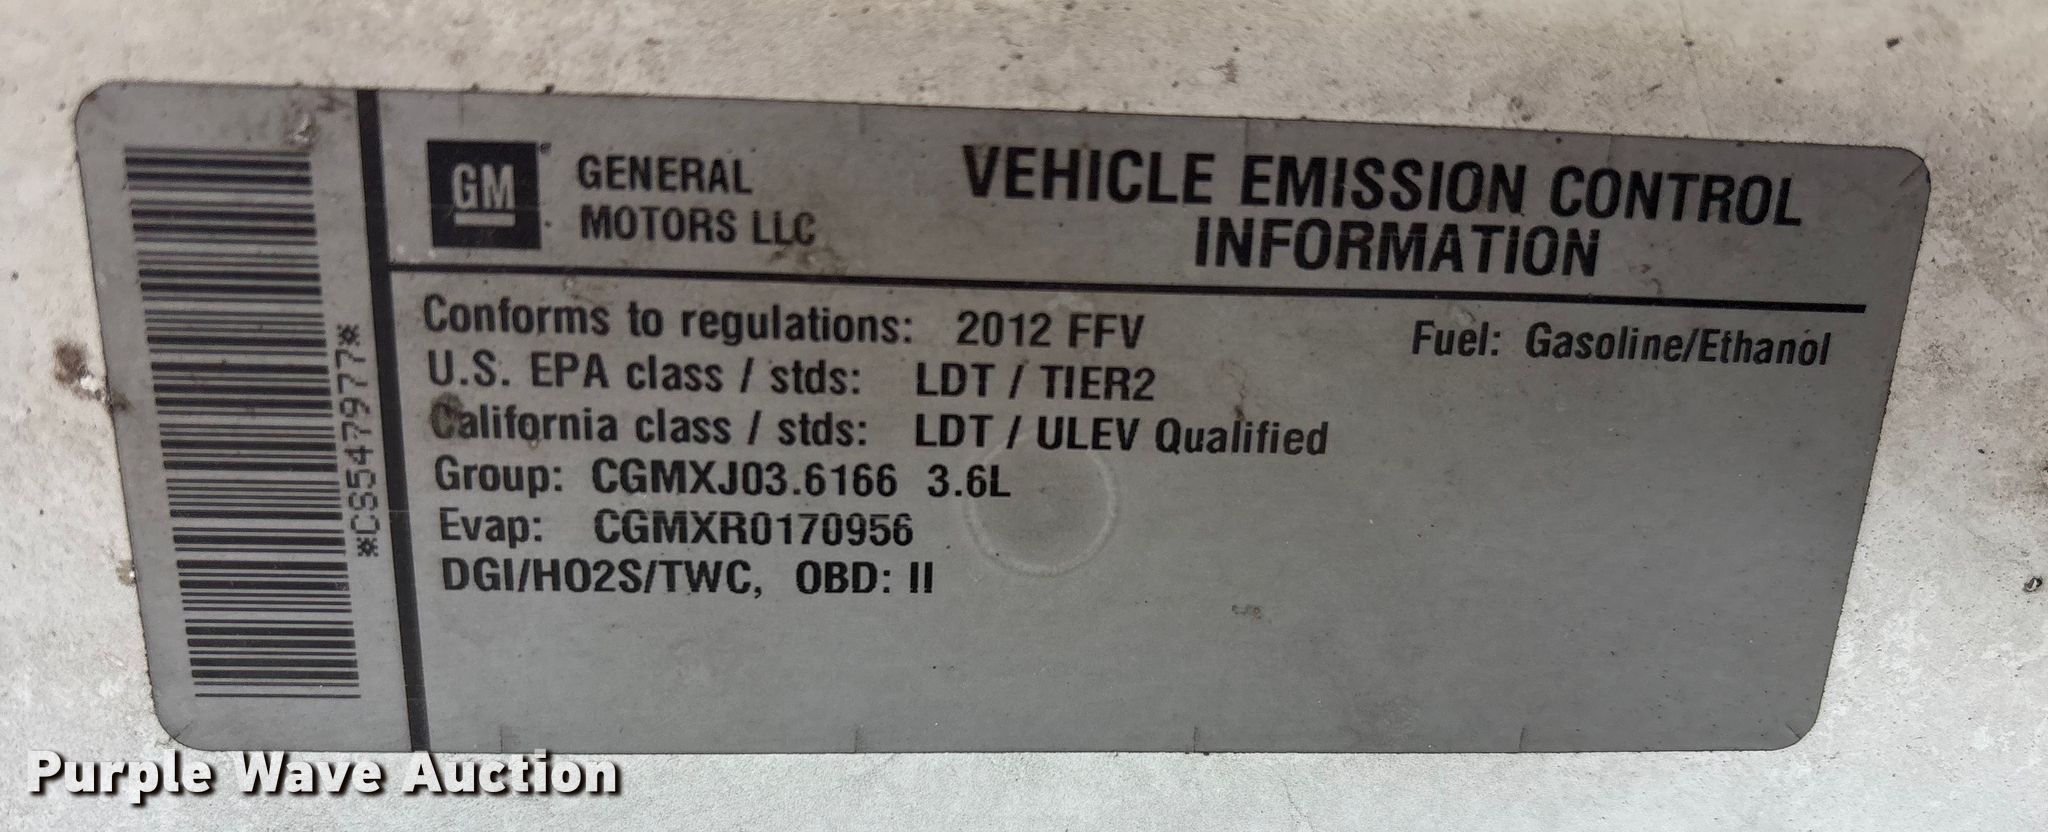 GM GENERAL
MOTORS LLC
VEHICLE EMISSION CONTROL
INFORMATION
Conforms to regulations: 2012 FFV Fuel: Gasoline/Ethanol
U.S. EPA class / stds: LDT / TIER2
California class / stds: LDT / ULEV Qualified
Group: CGMXJ03.6166 3.6L
Evap: CGMXR0170956
DGI/HO2S/TWC, OBD: II
*CS5479777*
Purple Wave Auction